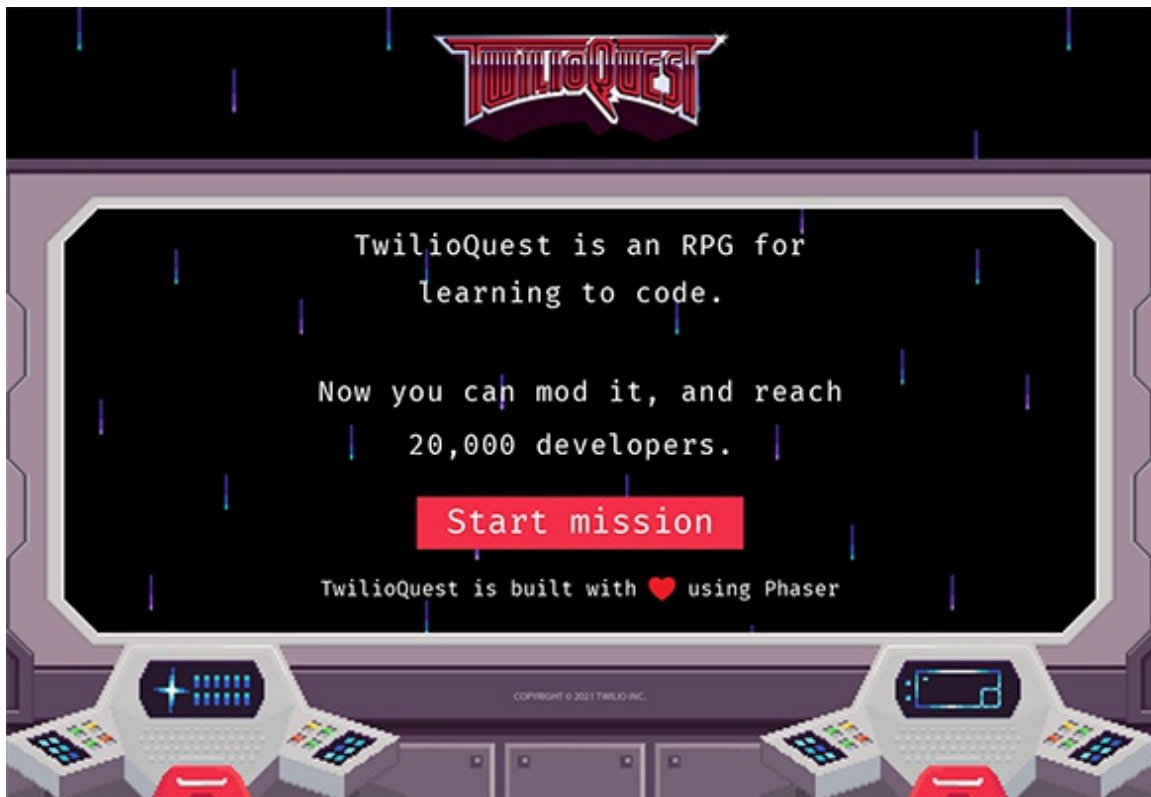 TWILIOQUEST
TwilioQuest is an RPG for
learning to code.
Now you can mod it, and reach
20,000 developers.
Start mission
TwilioQuest is built with ❤ using Phaser
COPYRIGHT © 2021 TWILIO INC.